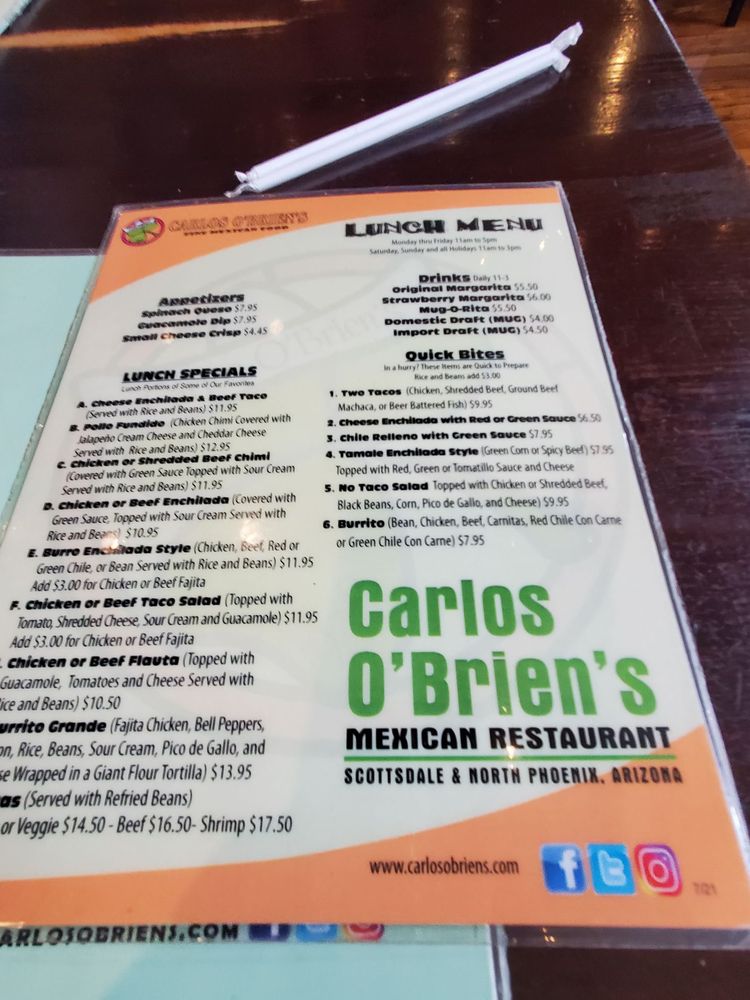 CARLOS O'BRIEN'S
FINE MEXICAN FOOD
LUNCH MENU
Monday thru Friday 11am to 5pm
Saturday, Sunday and all Holidays 11am to 3pm
Appetizers
Spinach Queso $7.95
Guacamole Dip $7.95
Small Cheese Crisp $4.45
LUNCH SPECIALS
Lunch Portions of Some of Our Favorites
A. Cheese Enchilada & Beef Taco
(Served with Rice and Beans) $11.95
B. Pollo Fundido (Chicken Chimi Covered with
Jalapeño Cream Cheese and Cheddar Cheese
Served with Rice and Beans) $12.95
C. Chicken or Shredded Beef Chimi
(Covered with Green Sauce Topped with Sour Cream
Served with Rice and Beans) $11.95
D. Chicken or Beef Enchilada (Covered with
Green Sauce, Topped with Sour Cream Served with
Rice and Beans) $10.95
E. Burro Enchilada Style (Chicken, Beef, Red or
Green Chile, or Bean Served with Rice and Beans) $11.95
Add $3.00 for Chicken or Beef Fajita
F. Chicken or Beef Taco Salad (Topped with
Tomato, Shredded Cheese, Sour Cream and Guacamole) $11.95
Add $3.00 for Chicken or Beef Fajita
. Chicken or Beef Flauta (Topped with
Guacamole, Tomatoes and Cheese Served with
ice and Beans) $10.50
urrito Grande (Fajita Chicken, Bell Peppers,
on, Rice, Beans, Sour Cream, Pico de Gallo, and
se Wrapped in a Giant Flour Tortilla) $13.95
as (Served with Refried Beans)
or Veggie $14.50 - Beef $16.50- Shrimp $17.50
Drinks Daily 11-3
Original Margarita $5.50
Strawberry Margarita $6.00
Mug-O-Rita $5.50
Domestic Draft (MUG) $4.00
Import Draft (MUG) $4.50
Quick Bites
In a hurry? These Items are Quick to Prepare
Rice and Beans add $3.00
1. Two Tacos (Chicken, Shredded Beef, Ground Beef
Machaca, or Beer Battered Fish) $9.95
2. Cheese Enchilada with Red or Green Sauce $6.50
3. Chile Relleno with Green Sauce $7.95
4. Tamale Enchilada Style (Green Corn or Spicy Beef) $7.95
Topped with Red, Green or Tomatillo Sauce and Cheese
5. No Taco Salad Topped with Chicken or Shredded Beef,
Black Beans, Corn, Pico de Gallo, and Cheese) $9.95
6. Burrito (Bean, Chicken, Beef, Carnitas, Red Chile Con Carne
or Green Chile Con Carne) $7.95
Carlos
O'Brien's
MEXICAN RESTAURANT
SCOTTSDALE & NORTH PHOENIX, ARIZONA
www.carlosobriens.com
7/21
ARLOSOBRIENS.COM